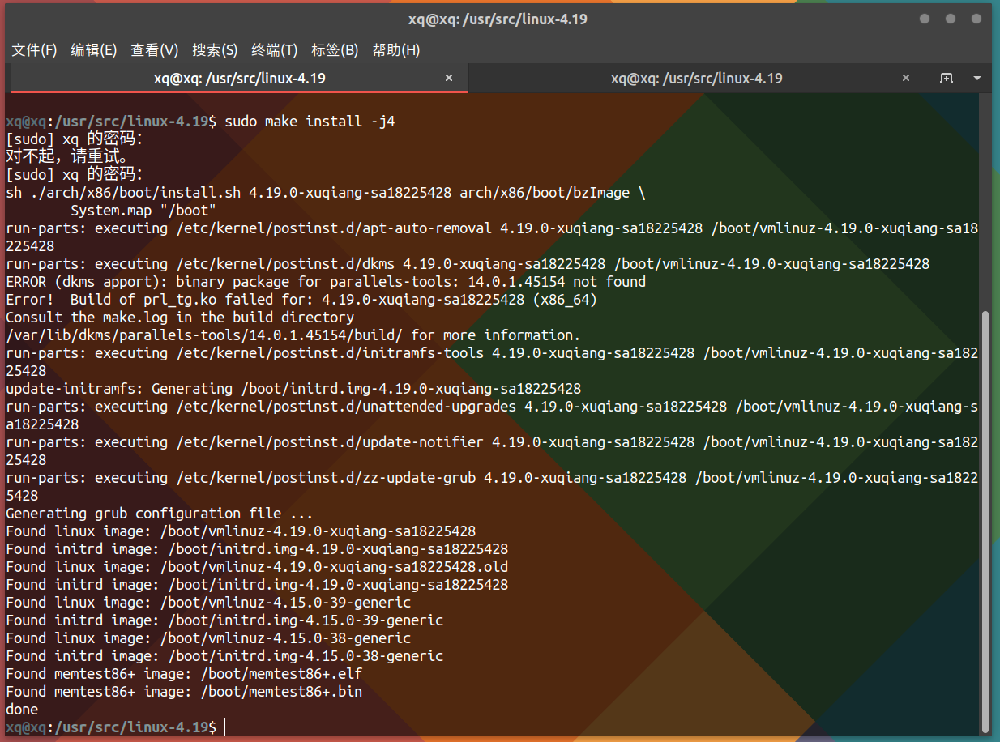 xq@xq: /usr/src/linux-4.19
文件(F) 编辑(E) 查看(V) 搜索(S) 终端(T) 标签(B) 帮助(H)
xq@xq: /usr/src/linux-4.19 × xq@xq: /usr/src/linux-4.19 ×
xq@xq:/usr/src/linux-4.19$ sudo make install -j4
[sudo] xq 的密码：
对不起，请重试。
[sudo] xq 的密码：
sh ./arch/x86/boot/install.sh 4.19.0-xuqiang-sa18225428 arch/x86/boot/bzImage \
        System.map "/boot"
run-parts: executing /etc/kernel/postinst.d/apt-auto-removal 4.19.0-xuqiang-sa18225428 /boot/vmlinuz-4.19.0-xuqiang-sa18
225428
run-parts: executing /etc/kernel/postinst.d/dkms 4.19.0-xuqiang-sa18225428 /boot/vmlinuz-4.19.0-xuqiang-sa18225428
ERROR (dkms apport): binary package for parallels-tools: 14.0.1.45154 not found
Error!  Build of prl_tg.ko failed for: 4.19.0-xuqiang-sa18225428 (x86_64)
Consult the make.log in the build directory
/var/lib/dkms/parallels-tools/14.0.1.45154/build/ for more information.
run-parts: executing /etc/kernel/postinst.d/initramfs-tools 4.19.0-xuqiang-sa18225428 /boot/vmlinuz-4.19.0-xuqiang-sa182
25428
update-initramfs: Generating /boot/initrd.img-4.19.0-xuqiang-sa18225428
run-parts: executing /etc/kernel/postinst.d/unattended-upgrades 4.19.0-xuqiang-sa18225428 /boot/vmlinuz-4.19.0-xuqiang-s
a18225428
run-parts: executing /etc/kernel/postinst.d/update-notifier 4.19.0-xuqiang-sa18225428 /boot/vmlinuz-4.19.0-xuqiang-sa182
25428
run-parts: executing /etc/kernel/postinst.d/zz-update-grub 4.19.0-xuqiang-sa18225428 /boot/vmlinuz-4.19.0-xuqiang-sa1822
5428
Generating grub configuration file ...
Found linux image: /boot/vmlinuz-4.19.0-xuqiang-sa18225428
Found initrd image: /boot/initrd.img-4.19.0-xuqiang-sa18225428
Found linux image: /boot/vmlinuz-4.19.0-xuqiang-sa18225428.old
Found initrd image: /boot/initrd.img-4.19.0-xuqiang-sa18225428
Found linux image: /boot/vmlinuz-4.15.0-39-generic
Found initrd image: /boot/initrd.img-4.15.0-39-generic
Found linux image: /boot/vmlinuz-4.15.0-38-generic
Found initrd image: /boot/initrd.img-4.15.0-38-generic
Found memtest86+ image: /boot/memtest86+.elf
Found memtest86+ image: /boot/memtest86+.bin
done
xq@xq:/usr/src/linux-4.19$